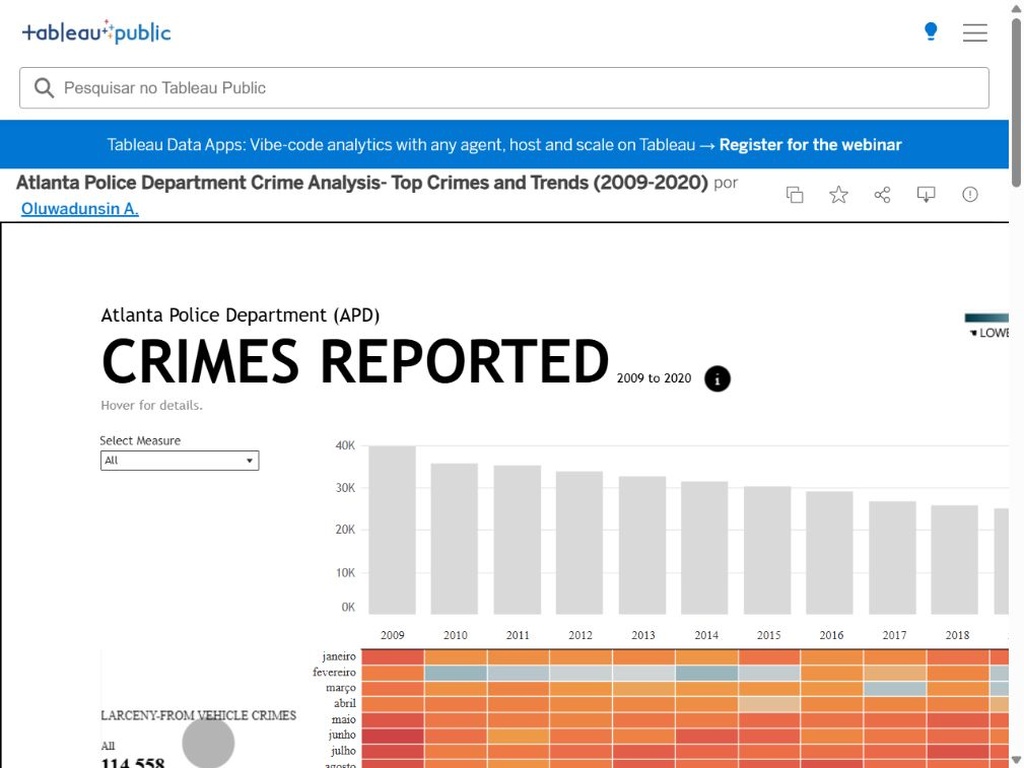 +ableau public
Pesquisar no Tableau Public
Tableau Data Apps: Vibe-code analytics with any agent, host and scale on Tableau → Register for the webinar
Atlanta Police Department Crime Analysis- Top Crimes and Trends (2009-2020) por
Oluwadunsin A.
Atlanta Police Department (APD)
LOWE
CRIMES REPORTED 2009 to 2020 i
Hover for details.
Select Measure
All
40K
30K
20K
10K
0K
2009 2010 2011 2012 2013 2014 2015 2016 2017 2018
janeiro
fevereiro
março
abril
maio
junho
julho
agosto
LARCENY-FROM VEHICLE CRIMES
All
114,558